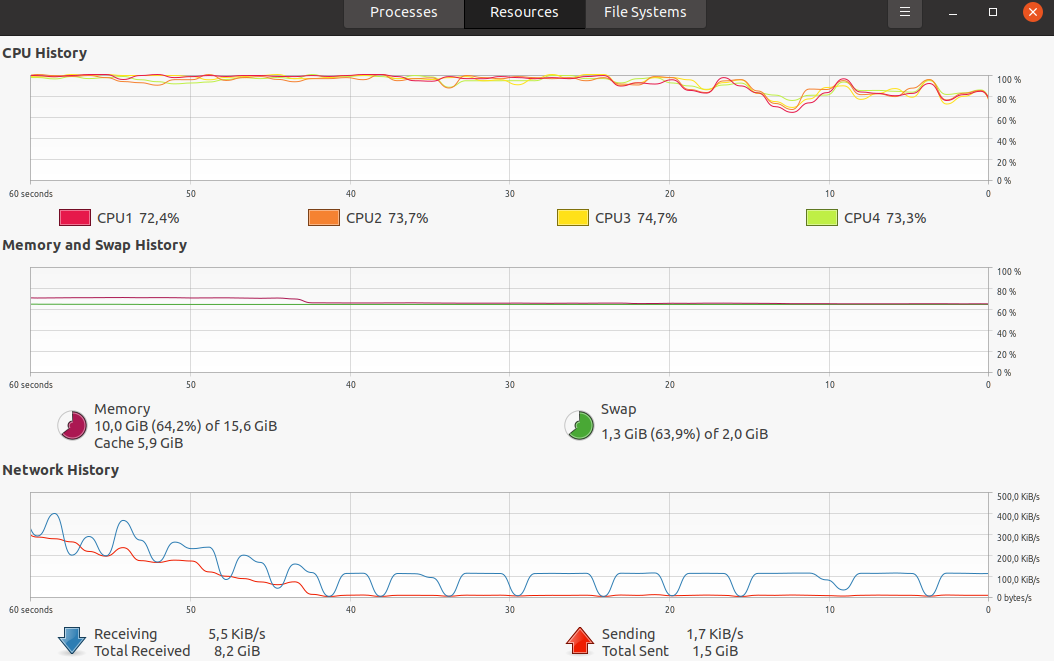 Processes Resources File Systems
CPU History
100 %
80 %
60 %
40 %
20 %
0 %
60 seconds 50 40 30 20 10 0
CPU1 72,4% CPU2 73,7% CPU3 74,7% CPU4 73,3%
Memory and Swap History
100 %
80 %
60 %
40 %
20 %
0 %
60 seconds 50 40 30 20 10 0
Memory
10,0 GiB (64,2%) of 15,6 GiB
Cache 5,9 GiB
Swap
1,3 GiB (63,9%) of 2,0 GiB
Network History
500,0 KiB/s
400,0 KiB/s
300,0 KiB/s
200,0 KiB/s
100,0 KiB/s
0 bytes/s
60 seconds 50 40 30 20 10 0
Receiving 5,5 KiB/s
Total Received 8,2 GiB
Sending 1,7 KiB/s
Total Sent 1,5 GiB